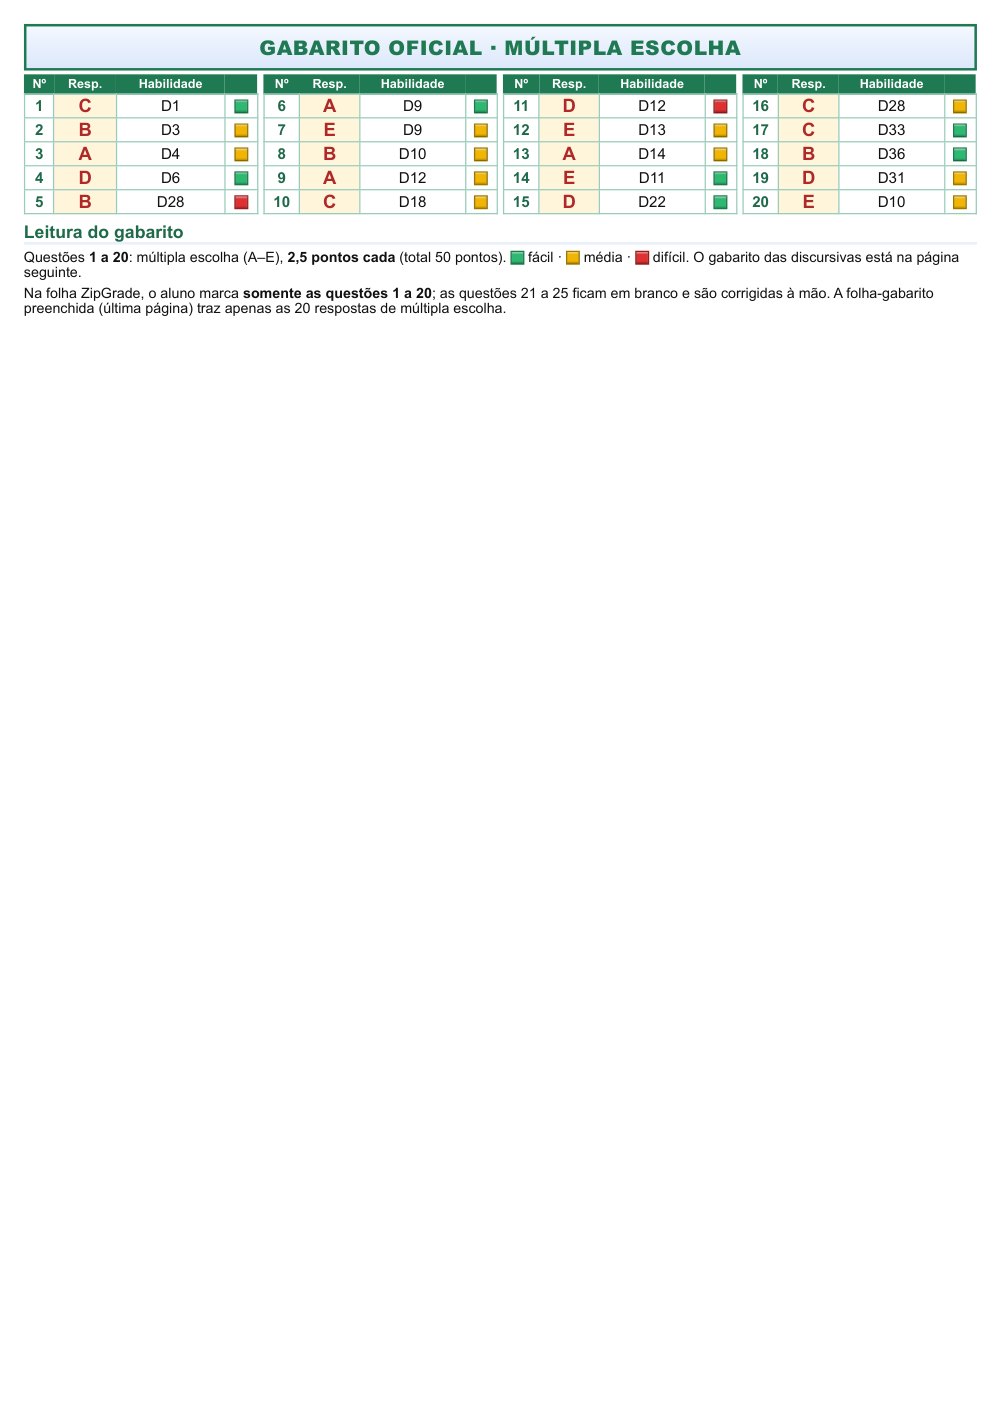 GABARITO OFICIAL · MÚLTIPLA ESCOLHA
Nº Resp. Habilidade
1 C D1
2 B D3
3 A D4
4 D D6
5 B D28
Nº Resp. Habilidade
6 A D9
7 E D9
8 B D10
9 A D12
10 C D18
Nº Resp. Habilidade
11 D D12
12 E D13
13 A D14
14 E D11
15 D D22
Nº Resp. Habilidade
16 C D28
17 C D33
18 B D36
19 D D31
20 E D10
Leitura do gabarito
Questões 1 a 20: múltipla escolha (A–E), 2,5 pontos cada (total 50 pontos). fácil · média · difícil. O gabarito das discursivas está na página
seguinte.
Na folha ZipGrade, o aluno marca somente as questões 1 a 20; as questões 21 a 25 ficam em branco e são corrigidas à mão. A folha-gabarito
preenchida (última página) traz apenas as 20 respostas de múltipla escolha.